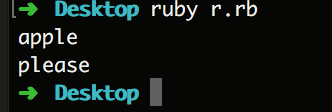 ➜ Desktop ruby r.rb
apple
please
➜ Desktop